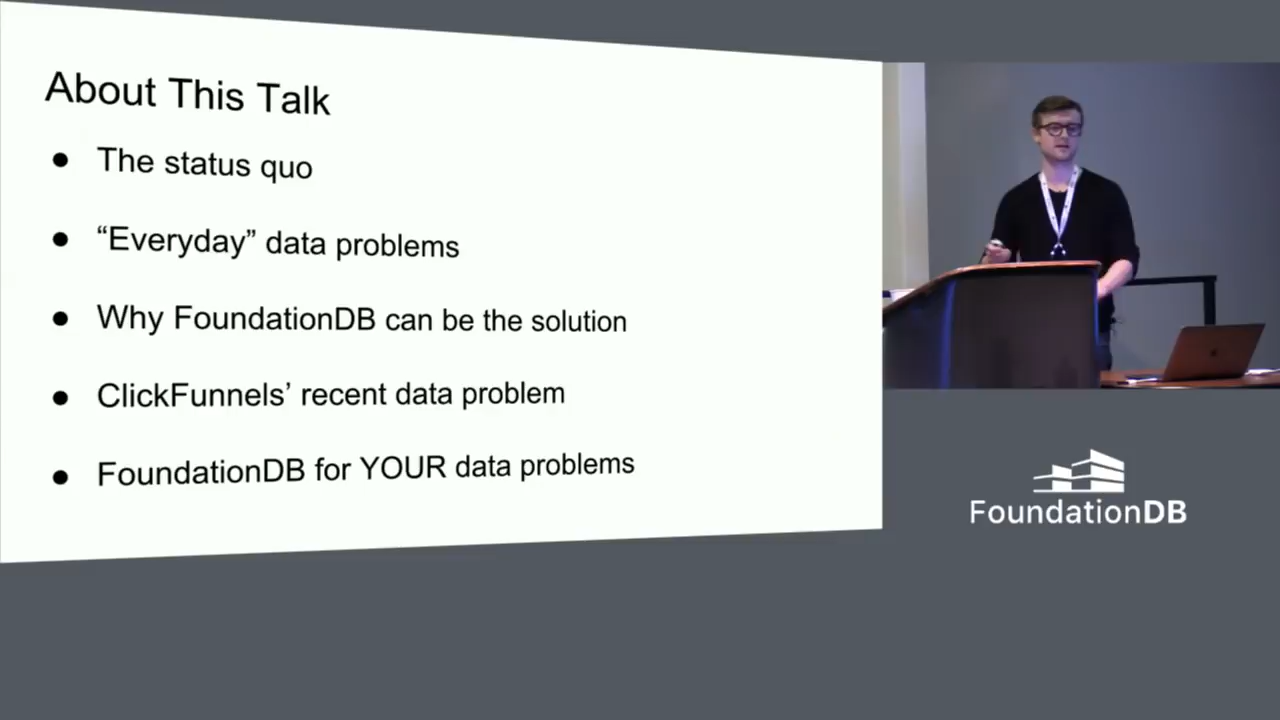 About This Talk
● The status quo
● “Everyday” data problems
● Why FoundationDB can be the solution
● ClickFunnels’ recent data problem
● FoundationDB for YOUR data problems
FoundationDB